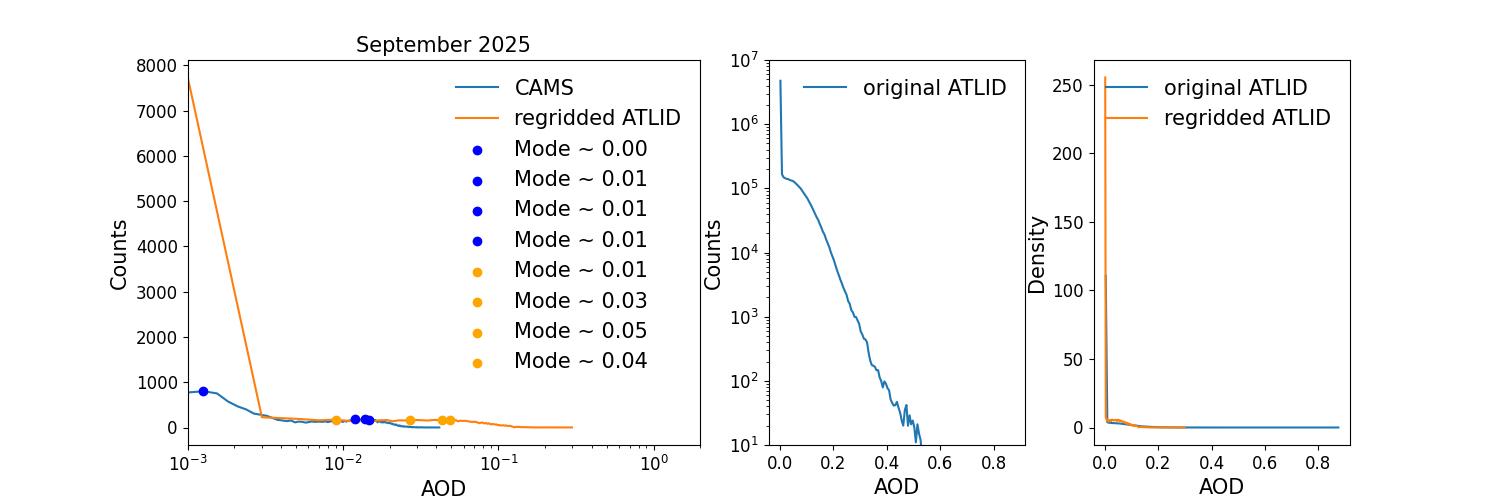 September 2025
Counts
8000
7000
6000
5000
4000
3000
2000
1000
0
CAMS
regridded ATLID
Mode ~ 0.00
Mode ~ 0.01
Mode ~ 0.01
Mode ~ 0.01
Mode ~ 0.01
Mode ~ 0.03
Mode ~ 0.05
Mode ~ 0.04
10⁻³ 10⁻² 10⁻¹ 10⁰
AOD
Counts
10⁷
10⁶
10⁵
10⁴
10³
10²
10¹
original ATLID
0.0 0.2 0.4 0.6 0.8
AOD
Density
250
200
150
100
50
0
original ATLID
regridded ATLID
0.0 0.2 0.4 0.6 0.8
AOD